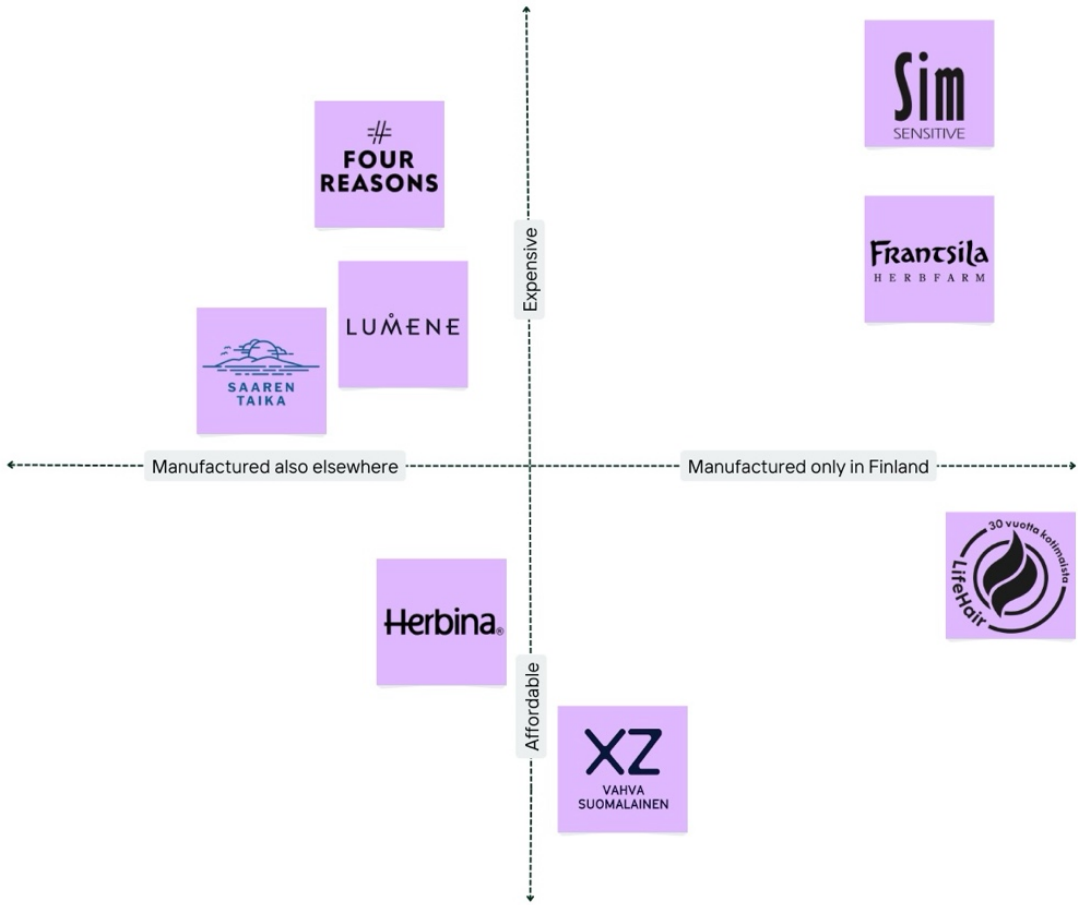 Sim
SENSITIVE
#
FOUR
REASONS
Frantsila
HERBFARM
Expensive
LUMENE
SAAREN
TAIKA
Manufactured also elsewhere
Manufactured only in Finland
30 vuotta kotimaista
LifeHair
Herbina®
Affordable
XZ
VAHVA
SUOMALAINEN